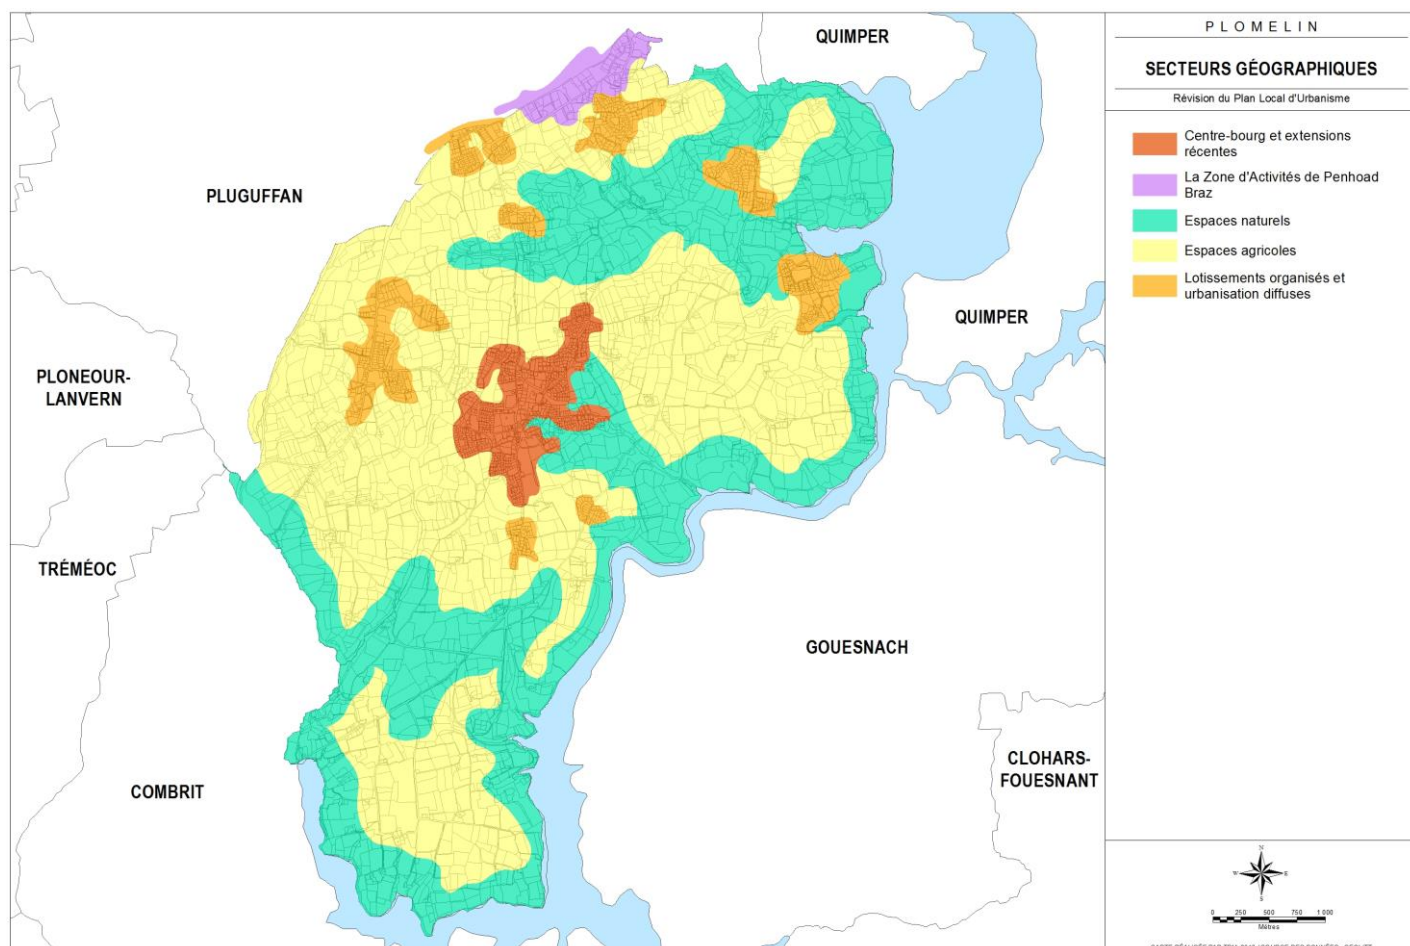 PLOMELIN
SECTEURS GÉOGRAPHIQUES
Révision du Plan Local d'Urbanisme
Centre-bourg et extensions
récentes
La Zone d'Activités de Penhoad
Braz
Espaces naturels
Espaces agricoles
Lotissements organisés et
urbanisation diffuses
QUIMPER
PLUGUFFAN
QUIMPER
PLONEOUR-
LANVERN
TRÉMÉOC
GOUESNACH
COMBRIT
CLOHARS-
FOUESNANT
N
W
E
S
0 250 500 750 1 000
Mètres